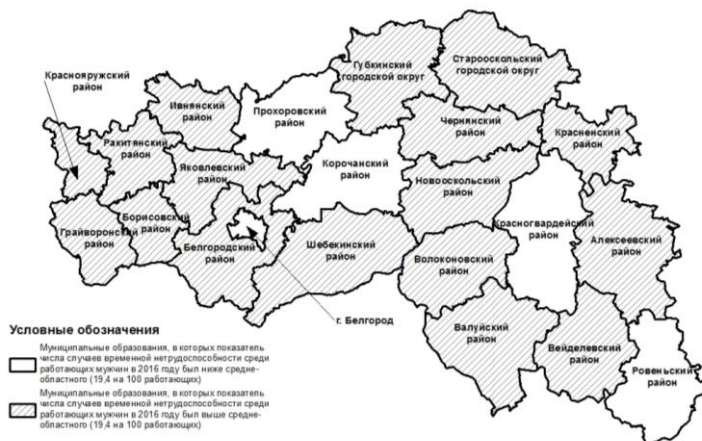 Губкинский
городской округ
Старооскольский
городской округ
Краснояружский
район
Ивнянский
район
Прохоровский
район
Чернянский
район
Красненский
район
Ракитянский
район
Яковлевский
район
Корочанский
район
Новооскольский
район
Грайворонский
район
Борисовский
район
Белгородский
район
Шебекинский
район
Волоконовский
район
Красногвардейский
район
Алексеевский
район
г. Белгород
Валуйский
район
Вейделевский
район
Ровеньский
район
Условные обозначения
Муниципальные образования, в которых показатель
числа случаев временной нетрудоспособности среди
работающих мужчин в 2016 году был ниже средне-
областного (19,4 на 100 работающих)
Муниципальные образования, в которых показатель
числа случаев временной нетрудоспособности среди
работающих мужчин в 2016 году был выше средне-
областного (19,4 на 100 работающих)